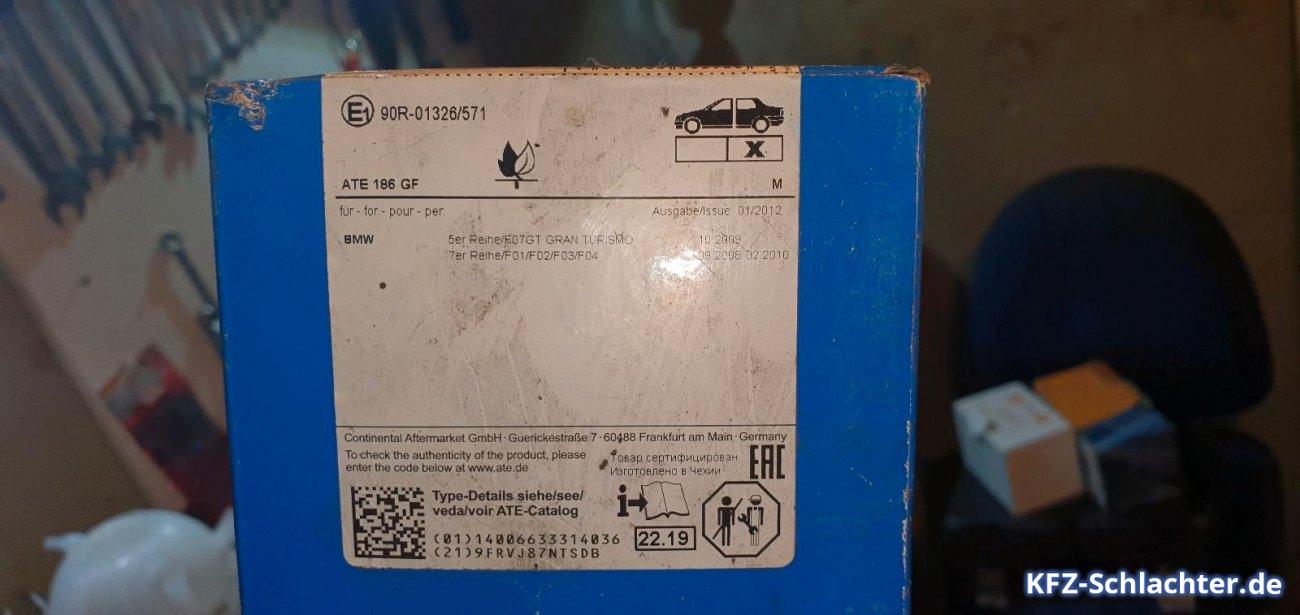 E1 90R-01326/571
X
ATE 186 GF
M
für - for - pour - per
Ausgabe/Issue 01/2012
BMW 5er Reihe/F07GT GRAN TURISMO 10.2009
7er Reihe/F01/F02/F03/F04 09.2008 02.2010
Continental Aftermarket GmbH · Guerickestraße 7 · 60488 Frankfurt am Main · Germany
To check the authenticity of the product, please
enter the code below at www.ate.de
Товар сертифицирован
Изготовлено в Чехии
EAC
Type-Details siehe/see/
veda/voir ATE-Catalog
(01)14006633314036
(21)9FRVJ87NTSDB
i
22.19
KFZ-Schlachter.de